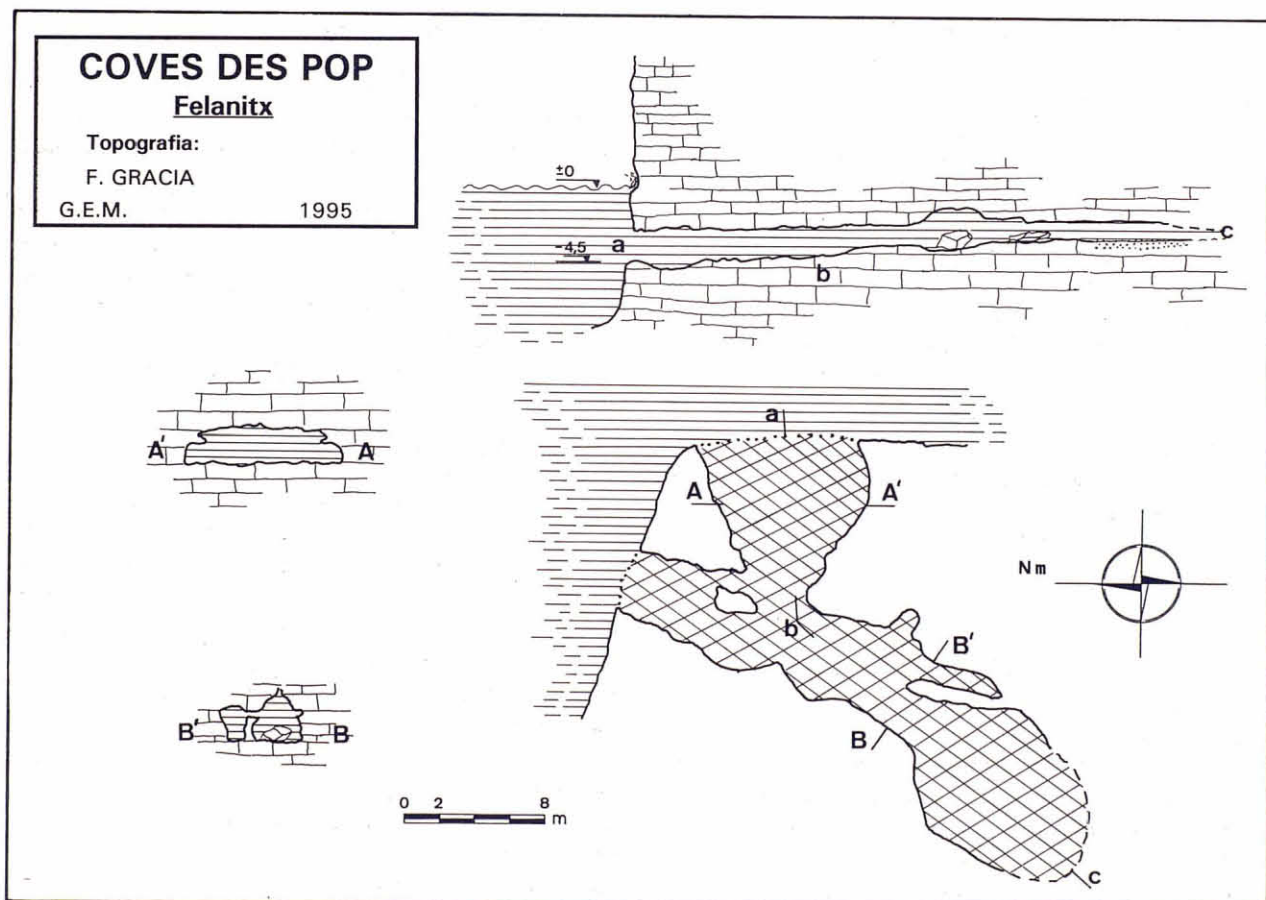 COVES DES POP
Felanitx
Topografia:
F. GRACIA
G.E.M. 1995
±0
-4,5
a
b
c
A' A
a
A A'
Nm
b
B'
B
B' B
0 2 8 m
c